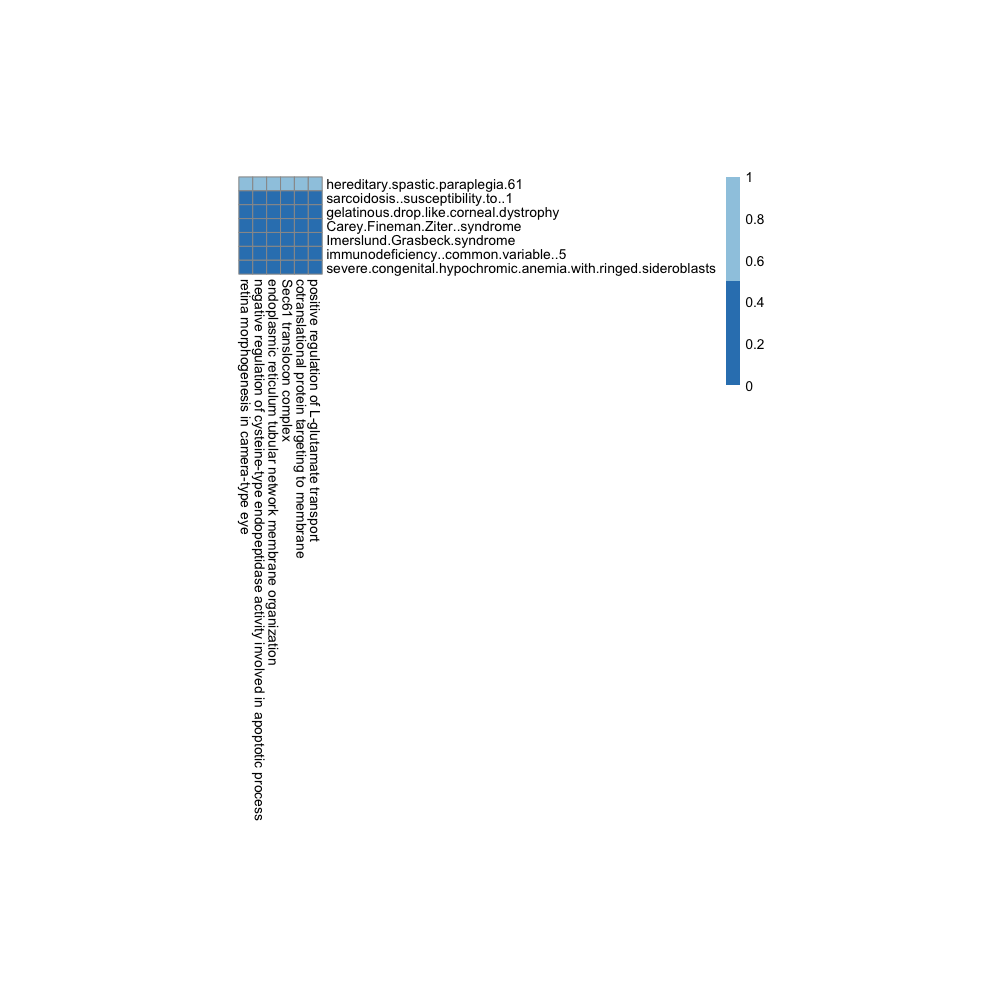 hereditary.spastic.paraplegia.61
sarcoidosis..susceptibility.to..1
gelatinous.drop.like.corneal.dystrophy
Carey.Fineman.Ziter..syndrome
Imerslund.Grasbeck.syndrome
immunodeficiency..common.variable..5
severe.congenital.hypochromic.anemia.with.ringed.sideroblasts
1
0.8
0.6
0.4
0.2
0
retina morphogenesis in camera-type eye
negative regulation of cysteine-type endopeptidase activity involved in apoptotic process
endoplasmic reticulum tubular network membrane organization
Sec61 translocon complex
cotranslational protein targeting to membrane
positive regulation of L-glutamate transport